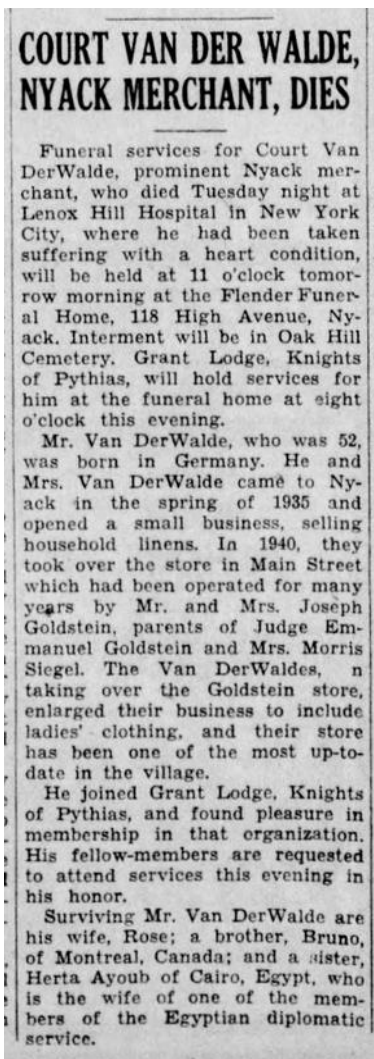 COURT VAN DER WALDE,
NYACK MERCHANT, DIES
Funeral services for Court Van
DerWalde, prominent Nyack mer-
chant, who died Tuesday night at
Lenox Hill Hospital in New York
City, where he had been taken
suffering with a heart condition,
will be held at 11 o'clock tomor-
row morning at the Flender Funer-
al Home, 118 High Avenue, Ny-
ack. Interment will be in Oak Hill
Cemetery. Grant Lodge, Knights
of Pythias, will hold services for
him at the funeral home at eight
o'clock this evening.
Mr. Van DerWalde, who was 52,
was born in Germany. He and
Mrs. Van DerWalde came to Ny-
ack in the spring of 1935 and
opened a small business, selling
household linens. In 1940, they
took over the store in Main Street
which had been operated for many
years by Mr. and Mrs. Joseph
Goldstein, parents of Judge Em-
manuel Goldstein and Mrs. Morris
Siegel. The Van DerWaldes, n
taking over the Goldstein store,
enlarged their business to include
ladies' clothing, and their store
has been one of the most up-to-
date in the village.
He joined Grant Lodge, Knights
of Pythias, and found pleasure in
membership in that organization.
His fellow-members are requested
to attend services this evening in
his honor.
Surviving Mr. Van DerWalde are
his wife, Rose; a brother, Bruno,
of Montreal, Canada; and a sister,
Herta Ayoub of Cairo, Egypt, who
is the wife of one of the mem-
bers of the Egyptian diplomatic
service.